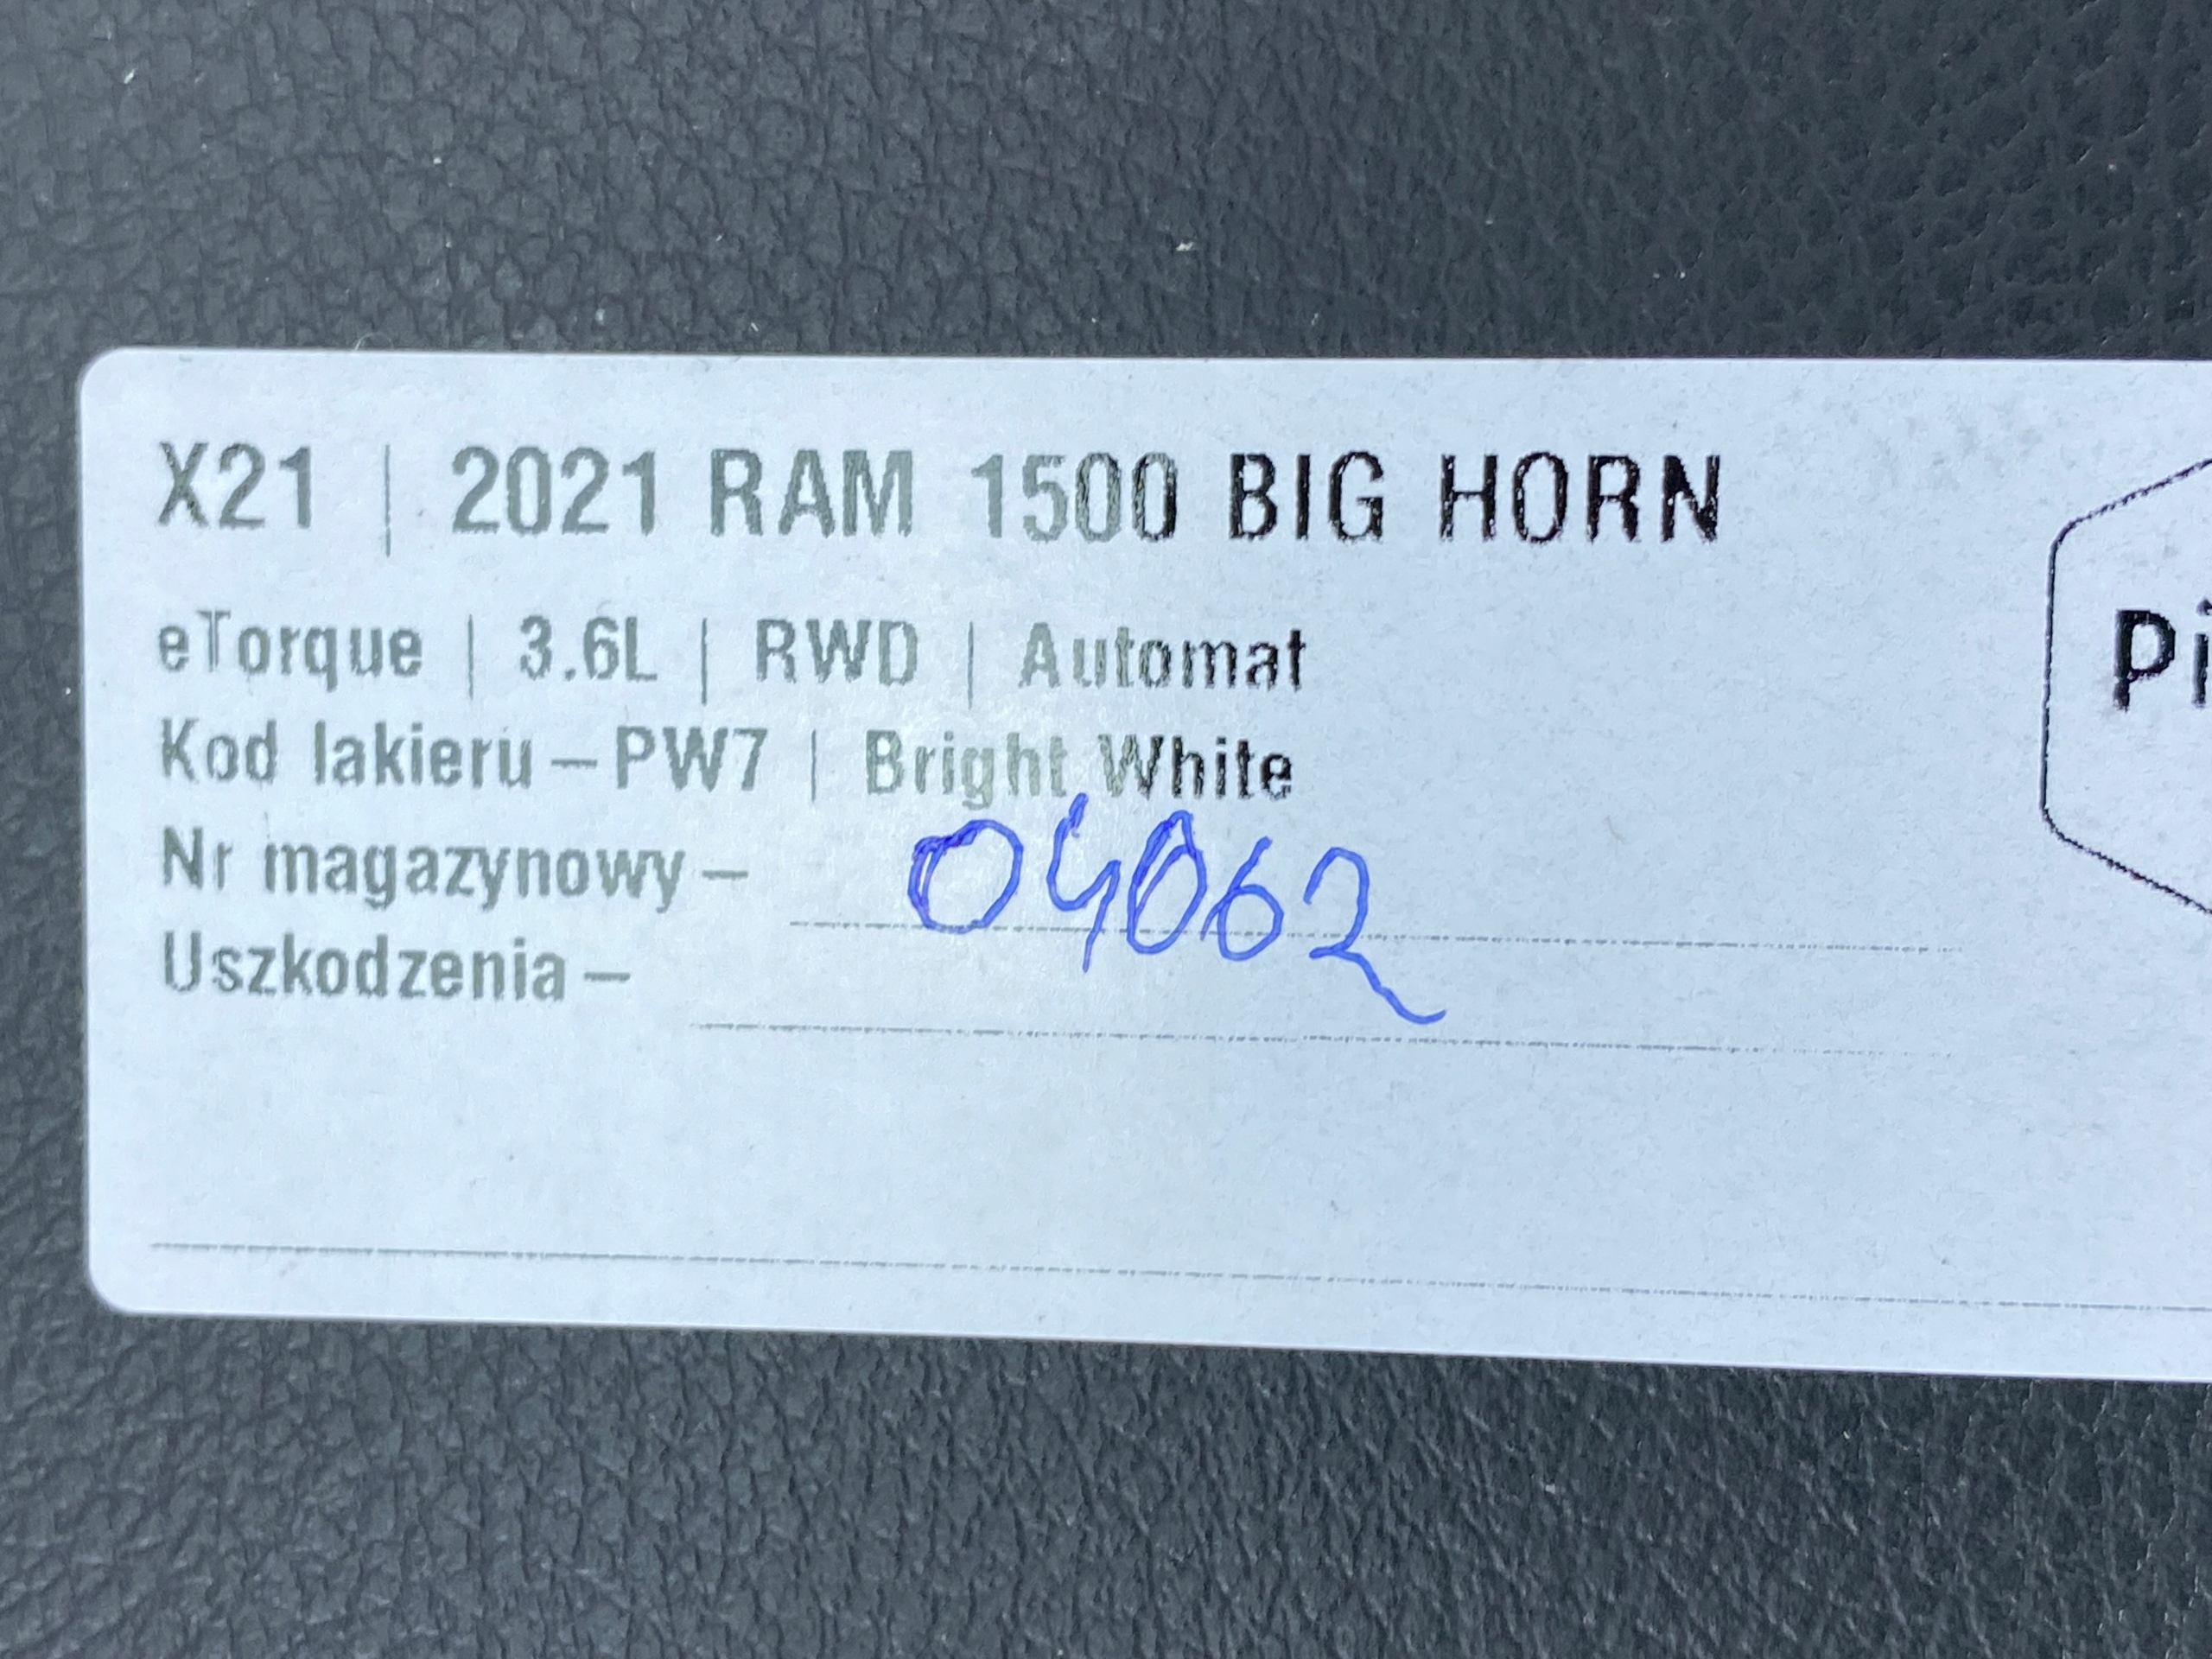 X21 | 2021 RAM 1500 BIG HORN
eTorque | 3.6L | RWD | Automat
Kod lakieru – PW7 | Bright White
Nr magazynowy – 04062
Uszkodzenia –
Pi